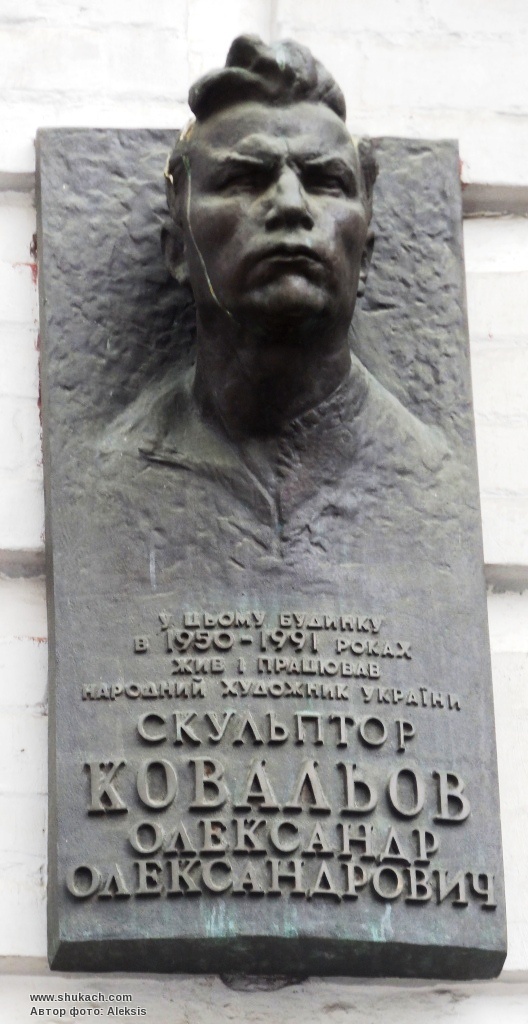 У ЦЬОМУ БУДИНКУ
В 1950-1991 РОКАХ
ЖИВ І ПРАЦЮВАВ
НАРОДНИЙ ХУДОЖНИК УКРАЇНИ
СКУЛЬПТОР
КОВАЛЬОВ
ОЛЕКСАНДР
ОЛЕКСАНДРОВИЧ
www.shukach.com
Автор фото: Aleksis